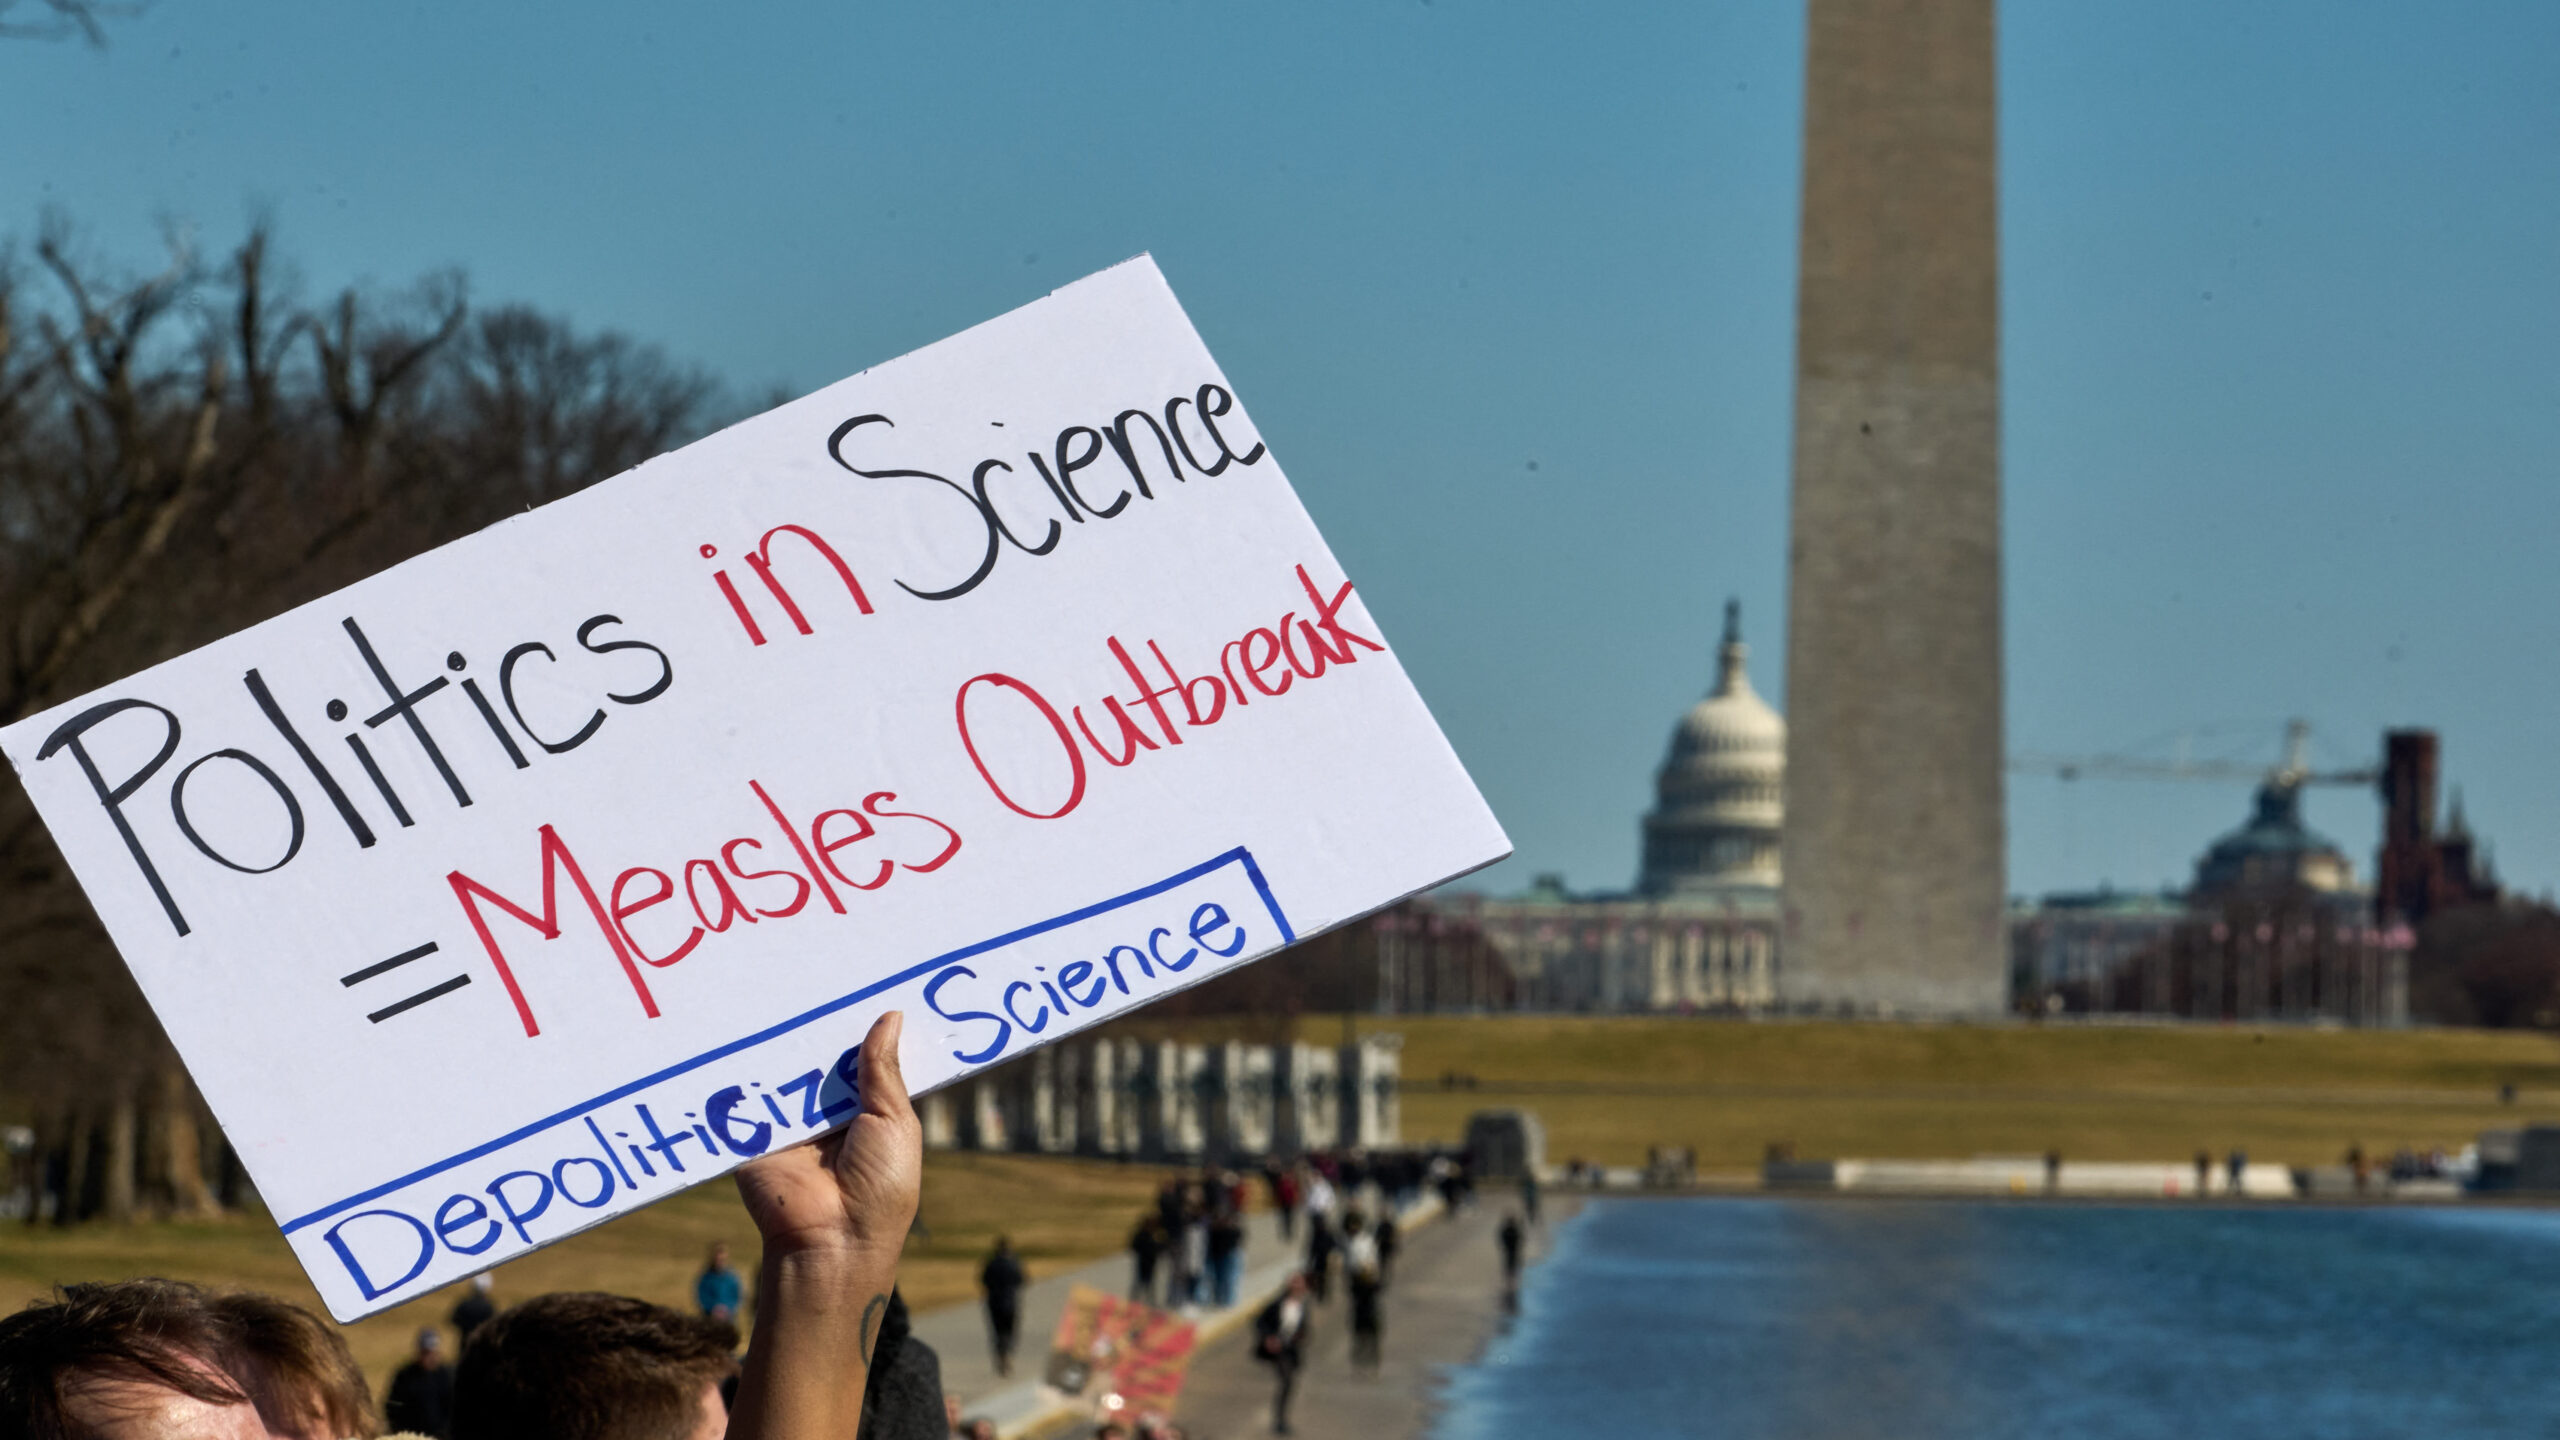 Politics in Science
= Measles Outbreak
Depoliticize Science